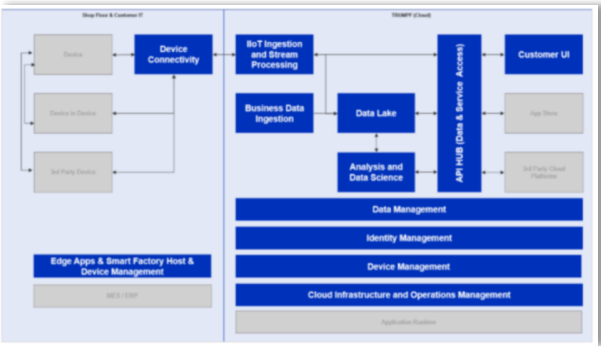 Shop Floor & Customer IT
TRUMPF (Cloud)
Device
Device
Connectivity
IIoT Ingestion
and Stream
Processing
API HUB (Data & Service Access)
Customer UI
Device in Device
Business Data
Ingestion
Data Lake
App Store
3rd Party Device
Analysis and
Data Science
3rd Party Cloud
Platforms
Data Management
Identity Management
Edge Apps & Smart Factory Host &
Device Management
Device Management
MES / ERP
Cloud Infrastructure and Operations Management
Application Runtime